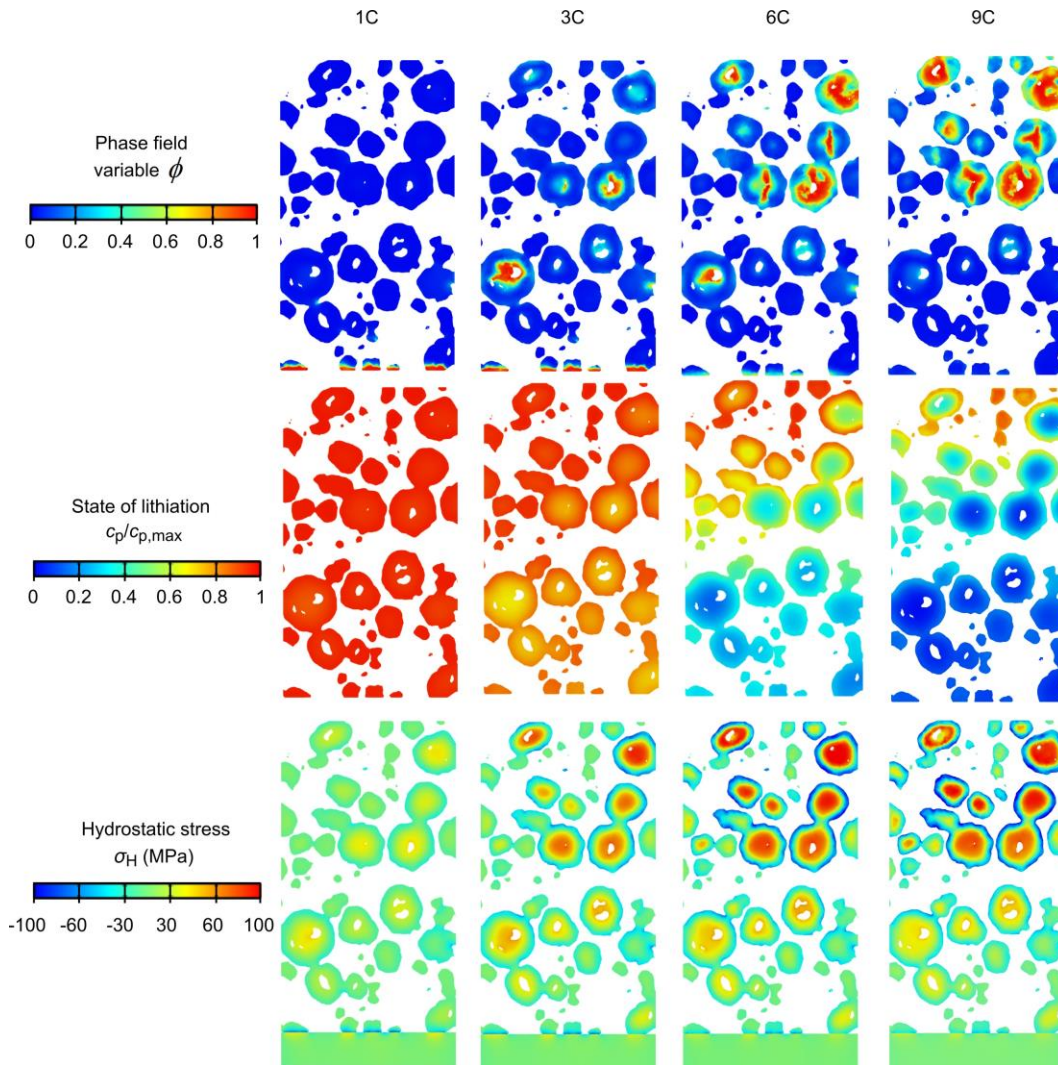 1C 3C 6C 9C
Phase field
variable ϕ
0 0.2 0.4 0.6 0.8 1
State of lithiation
cp/cp,max
0 0.2 0.4 0.6 0.8 1
Hydrostatic stress
σH (MPa)
-100 -60 -30 30 60 100